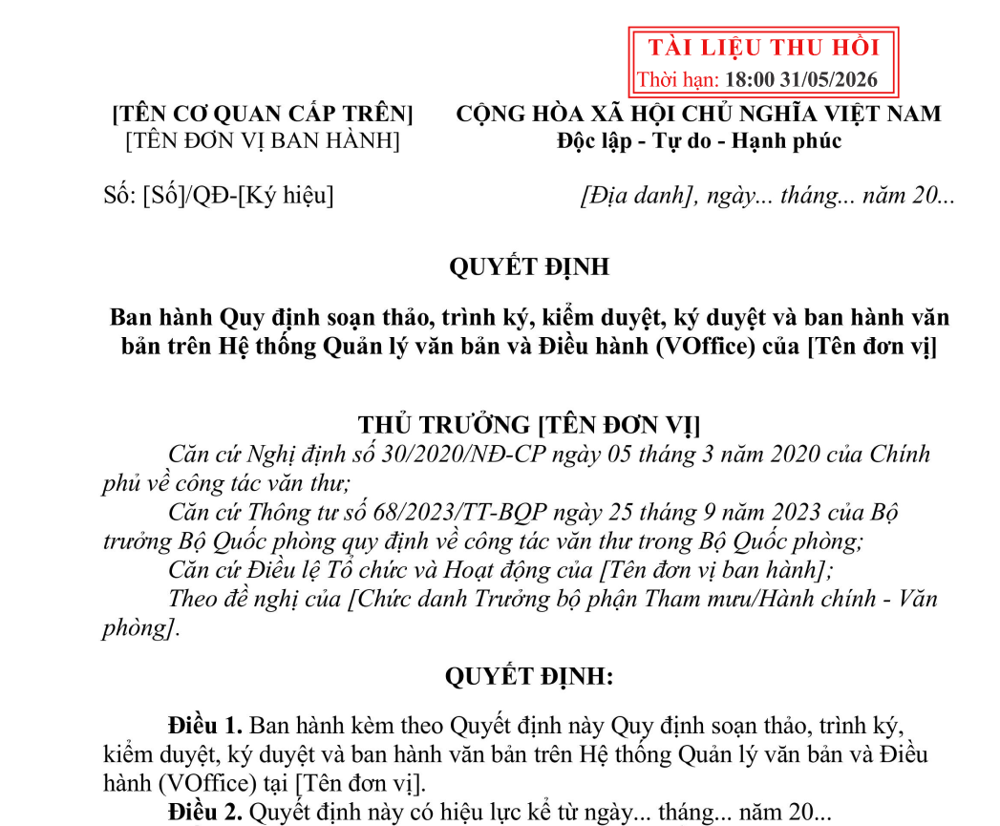 TÀI LIỆU THU HỒI
Thời hạn: 18:00 31/05/2026
[TÊN CƠ QUAN CẤP TRÊN]
[TÊN ĐƠN VỊ BAN HÀNH]
CỘNG HÒA XÃ HỘI CHỦ NGHĨA VIỆT NAM
Độc lập - Tự do - Hạnh phúc
Số: [Số]/QĐ-[Ký hiệu]
[Địa danh], ngày... tháng... năm 20...
QUYẾT ĐỊNH
Ban hành Quy định soạn thảo, trình ký, kiểm duyệt, ký duyệt và ban hành văn
bản trên Hệ thống Quản lý văn bản và Điều hành (VOffice) của [Tên đơn vị]
THỦ TRƯỞNG [TÊN ĐƠN VỊ]
Căn cứ Nghị định số 30/2020/NĐ-CP ngày 05 tháng 3 năm 2020 của Chính
phủ về công tác văn thư;
Căn cứ Thông tư số 68/2023/TT-BQP ngày 25 tháng 9 năm 2023 của Bộ
trưởng Bộ Quốc phòng quy định về công tác văn thư trong Bộ Quốc phòng;
Căn cứ Điều lệ Tổ chức và Hoạt động của [Tên đơn vị ban hành];
Theo đề nghị của [Chức danh Trưởng bộ phận Tham mưu/Hành chính - Văn
phòng].
QUYẾT ĐỊNH:
Điều 1. Ban hành kèm theo Quyết định này Quy định soạn thảo, trình ký,
kiểm duyệt, ký duyệt và ban hành văn bản trên Hệ thống Quản lý văn bản và Điều
hành (VOffice) tại [Tên đơn vị].
Điều 2. Quyết định này có hiệu lực kể từ ngày... tháng... năm 20...